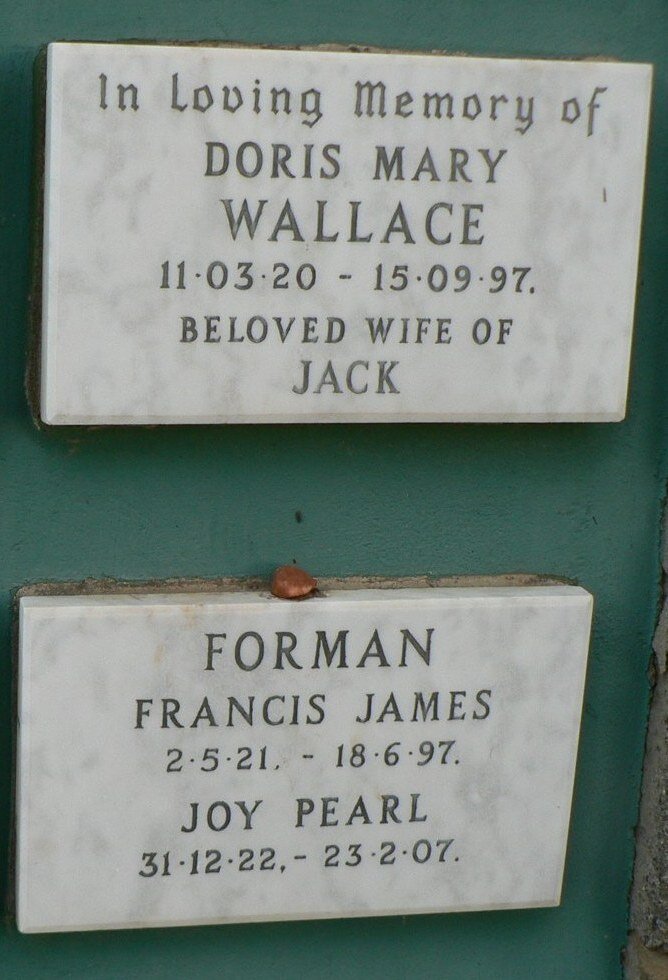 In Loving Memory of
DORIS MARY
WALLACE
11·03·20 - 15·09·97.
BELOVED WIFE OF
JACK
FORMAN
FRANCIS JAMES
2·5·21. - 18·6·97.
JOY PEARL
31·12·22,- 23·2·07.